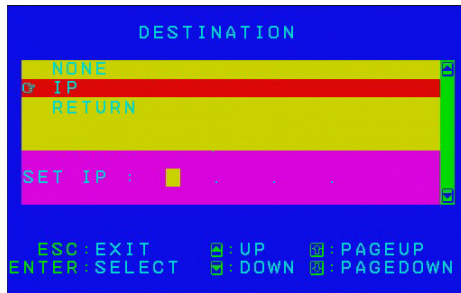 DESTINATION
NONE
IP
RETURN
SET IP : . . .
ESC:EXIT :UP :PAGEUP
ENTER:SELECT :DOWN :PAGEDOWN